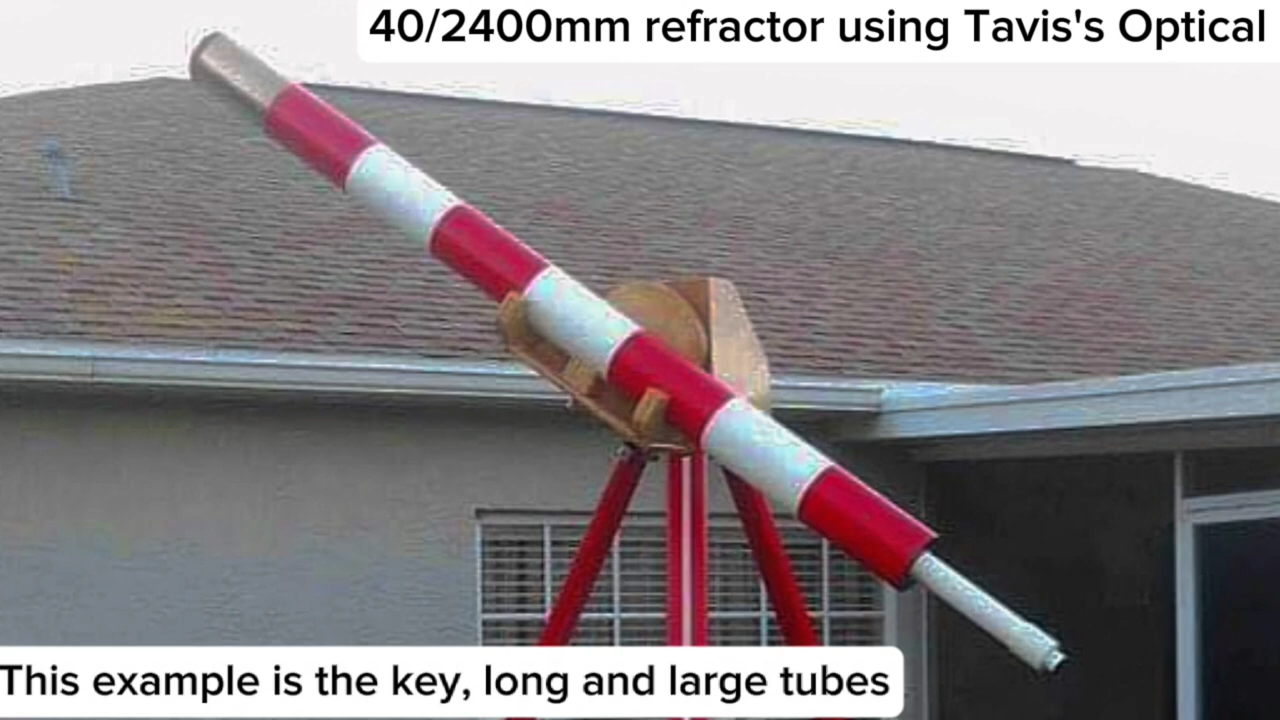 40/2400mm refractor using Tavis's Optical
This example is the key, long and large tubes